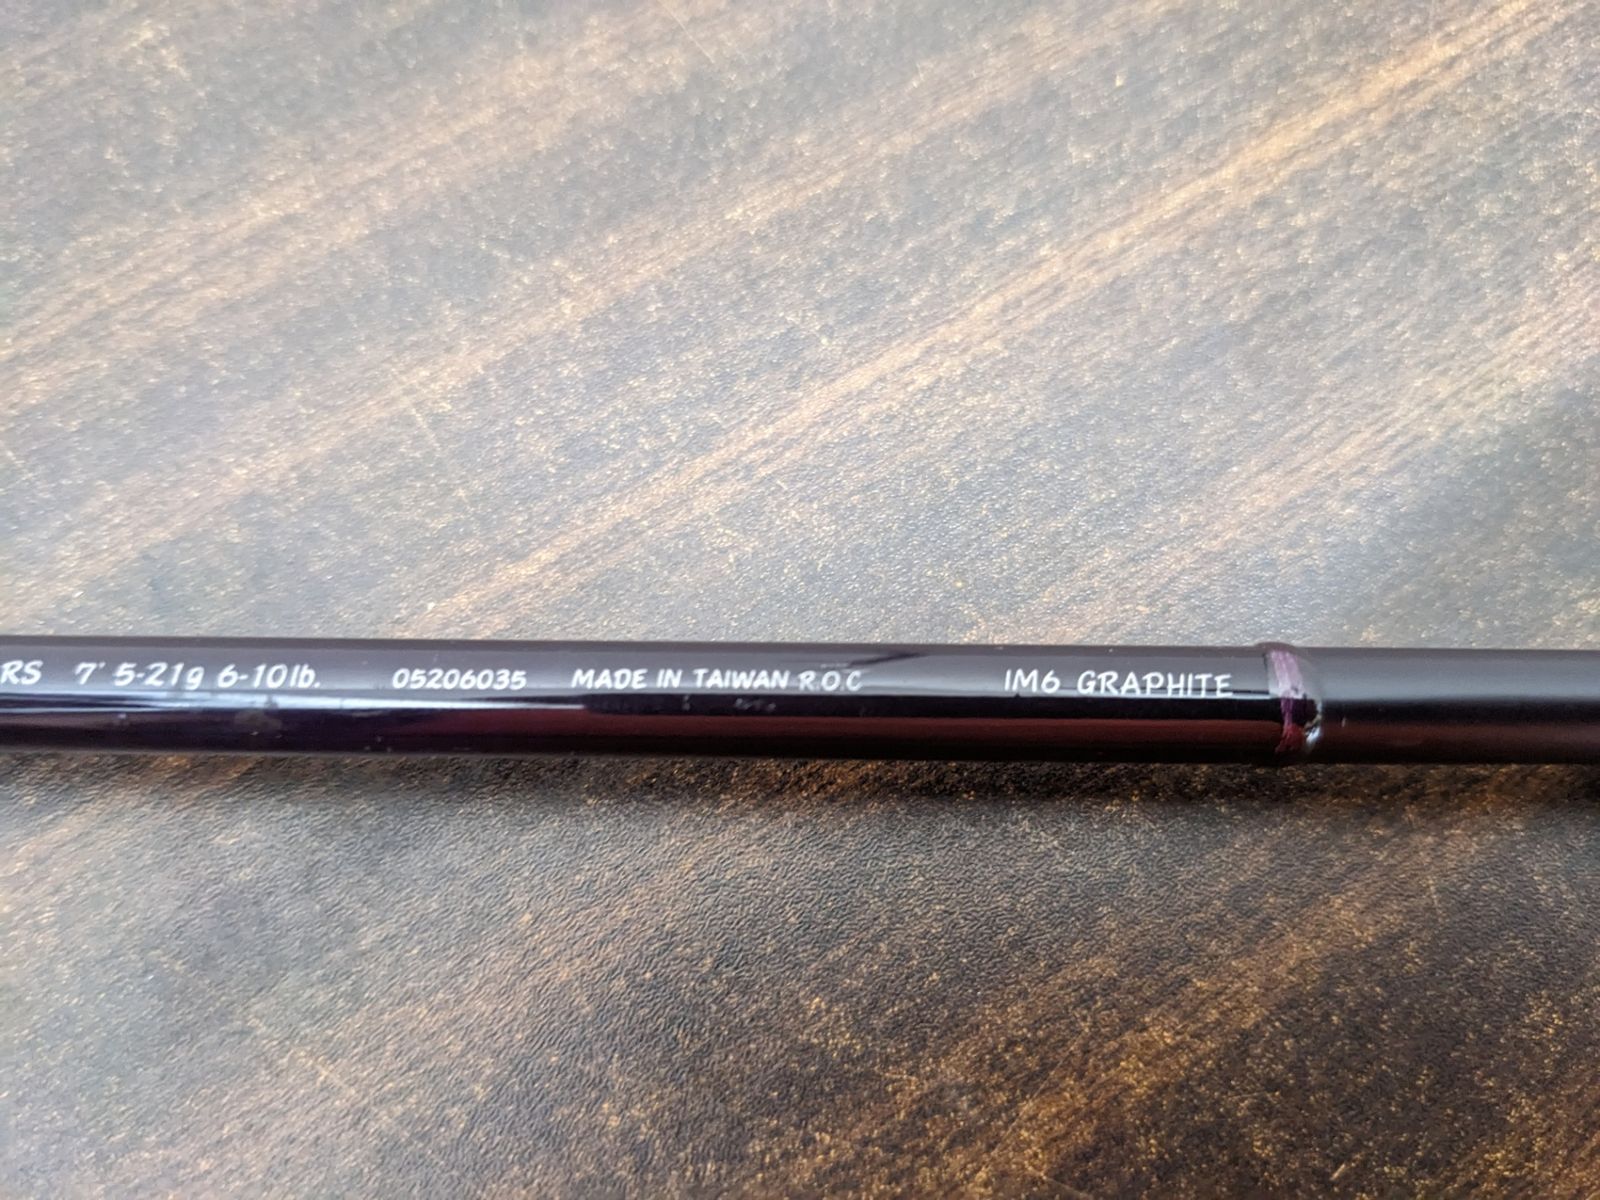 RS 7' 5-21g 6-10lb. 05206035 MADE IN TAIWAN R.O.C IM6 GRAPHITE